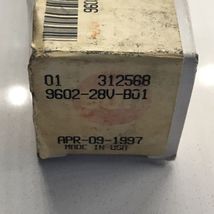 01 312568
9602-28V-B01
APR-09-1997
MADE IN USA